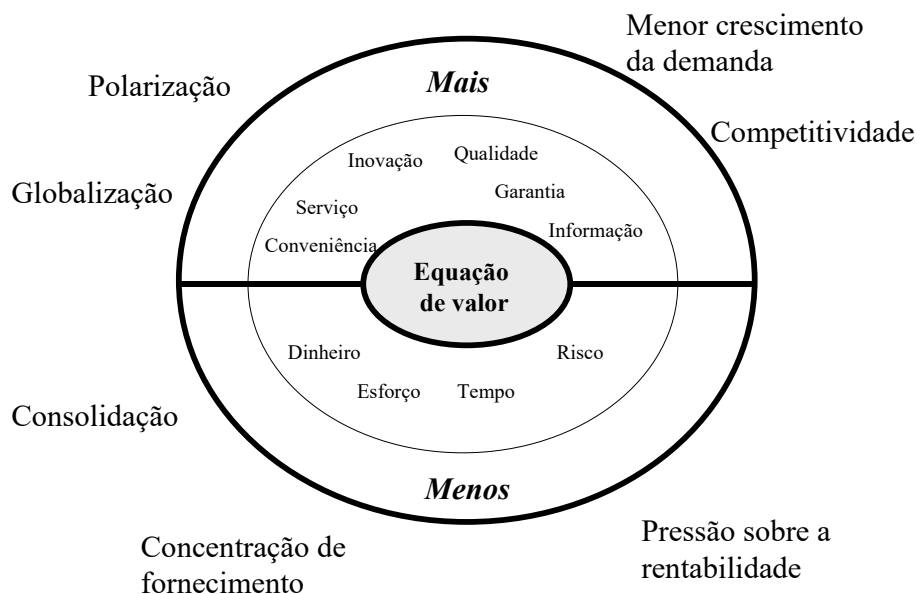 Menor crescimento
da demanda
Polarização
Mais
Competitividade
Inovação
Qualidade
Globalização
Garantia
Serviço
Informação
Conveniência
Equação
de valor
Dinheiro
Risco
Esforço
Tempo
Consolidação
Menos
Concentração de
fornecimento
Pressão sobre a
rentabilidade